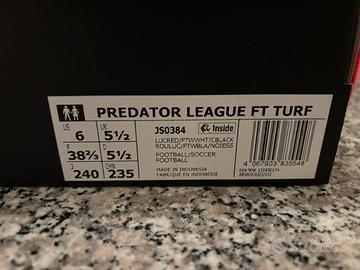 PREDATOR LEAGUE FT TURF
US 6 UK 5½
F 38⅔ D 5½
J 240 CHN 235
JS0384 Inside
LUCRED/FTWWHT/CBLACK
ROULUC/FTWBLA/NOIESS
FOOTBALL/SOCCER
FOOTBALL
MADE IN INDONESIA
FABRIQUE EN INDONESIE
4 067903 835548